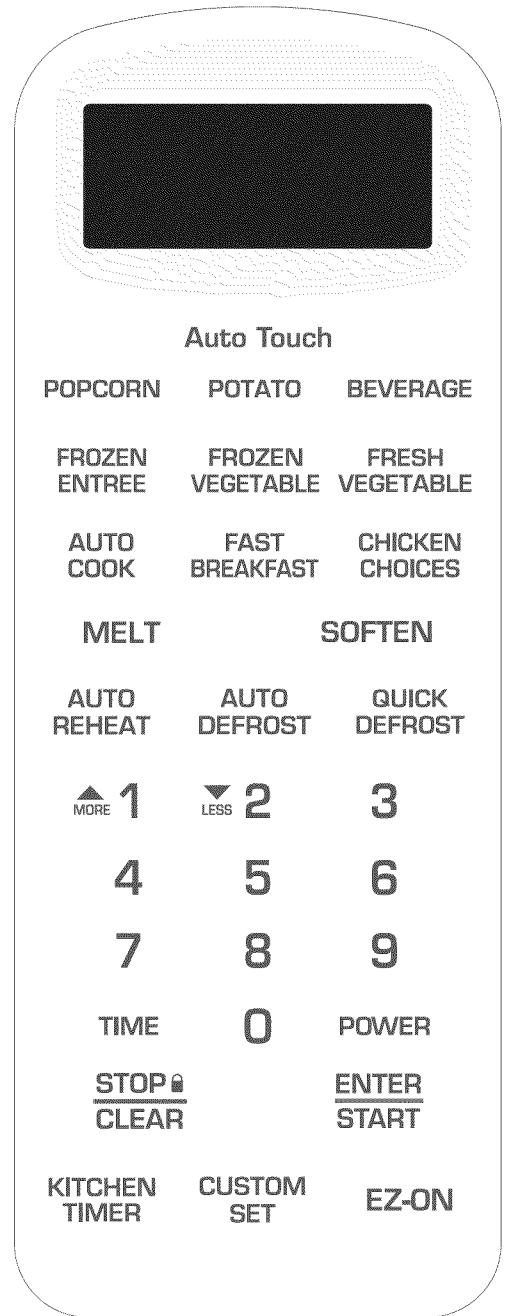 Auto Touch
POPCORN POTATO BEVERAGE
FROZEN ENTREE FROZEN VEGETABLE FRESH VEGETABLE
AUTO COOK FAST BREAKFAST CHICKEN CHOICES
MELT SOFTEN
AUTO REHEAT AUTO DEFROST QUICK DEFROST
MORE 1 LESS 2 3
4 5 6
7 8 9
TIME 0 POWER
STOP CLEAR ENTER START
KITCHEN TIMER CUSTOM SET EZ-ON